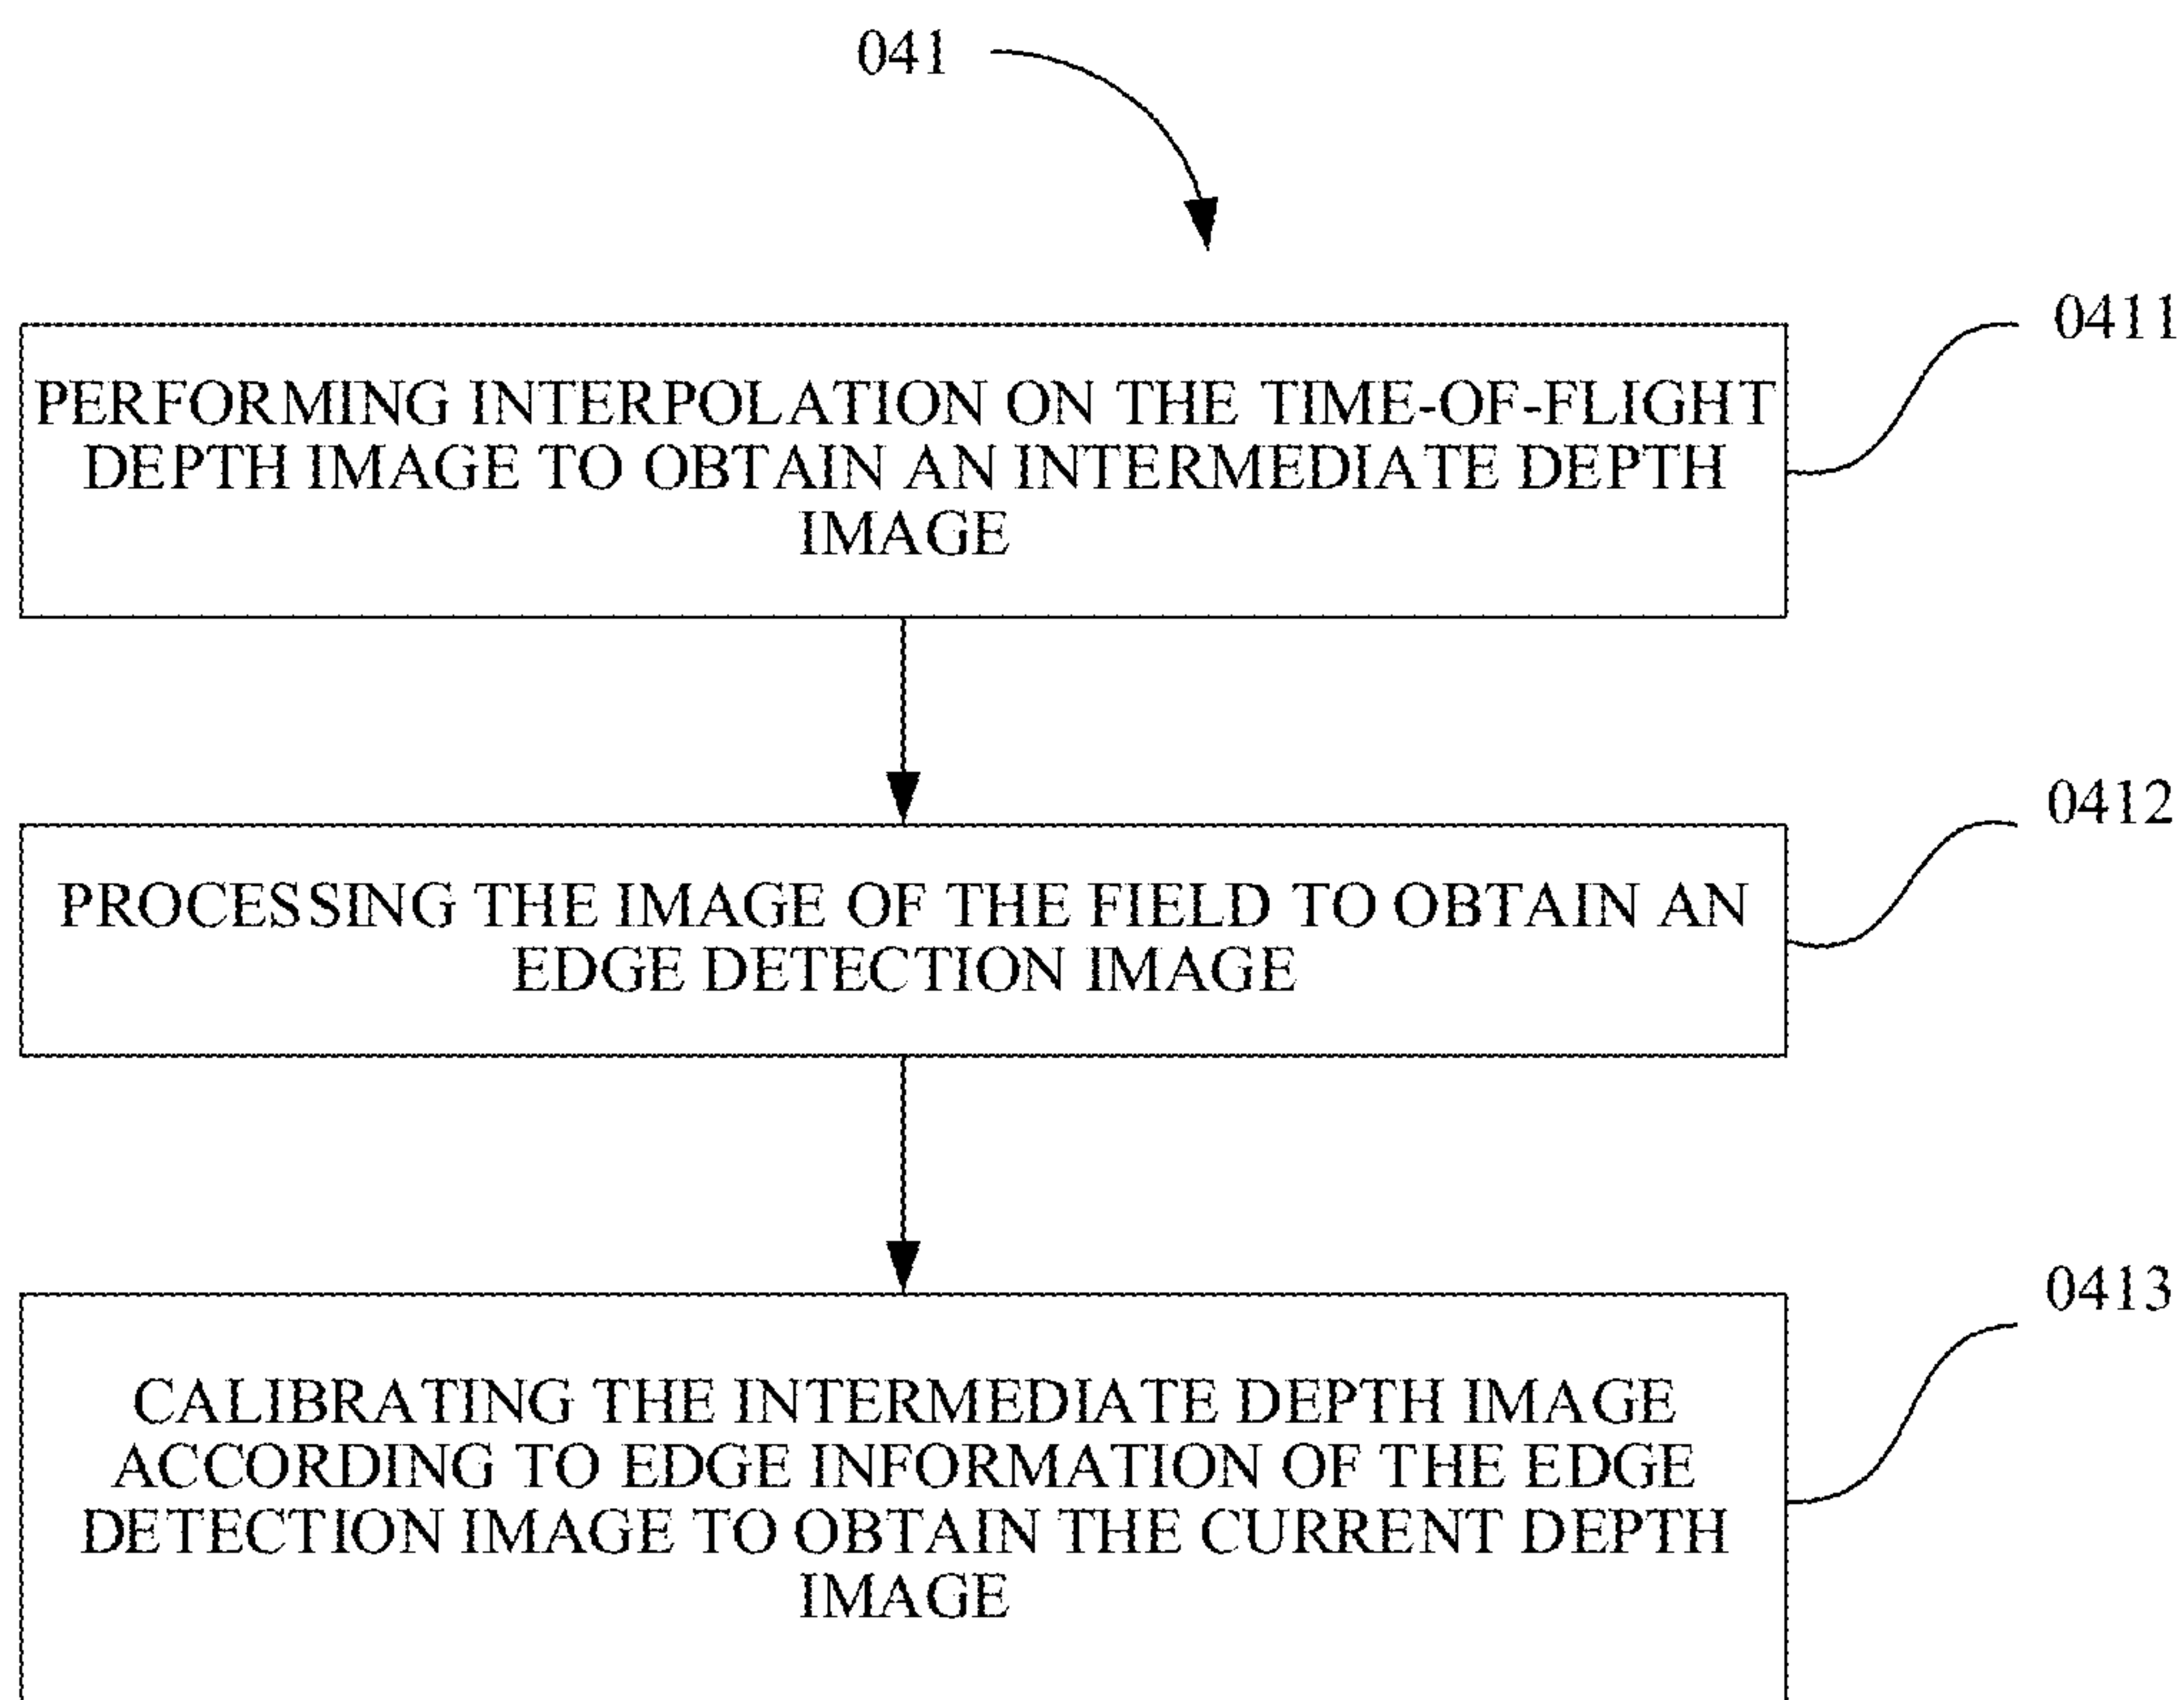 041
0411
PERFORMING INTERPOLATION ON THE TIME-OF-FLIGHT
DEPTH IMAGE TO OBTAIN AN INTERMEDIATE DEPTH
IMAGE
0412
PROCESSING THE IMAGE OF THE FIELD TO OBTAIN AN
EDGE DETECTION IMAGE
0413
CALIBRATING THE INTERMEDIATE DEPTH IMAGE
ACCORDING TO EDGE INFORMATION OF THE EDGE
DETECTION IMAGE TO OBTAIN THE CURRENT DEPTH
IMAGE